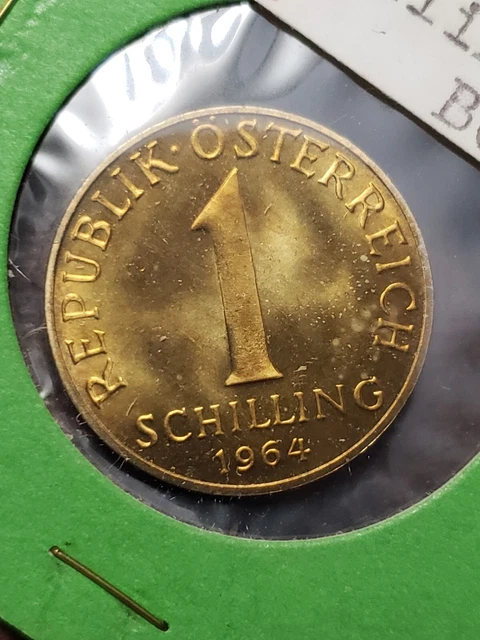 REPUBLIK · ÖSTERREICH
1
SCHILLING
1964